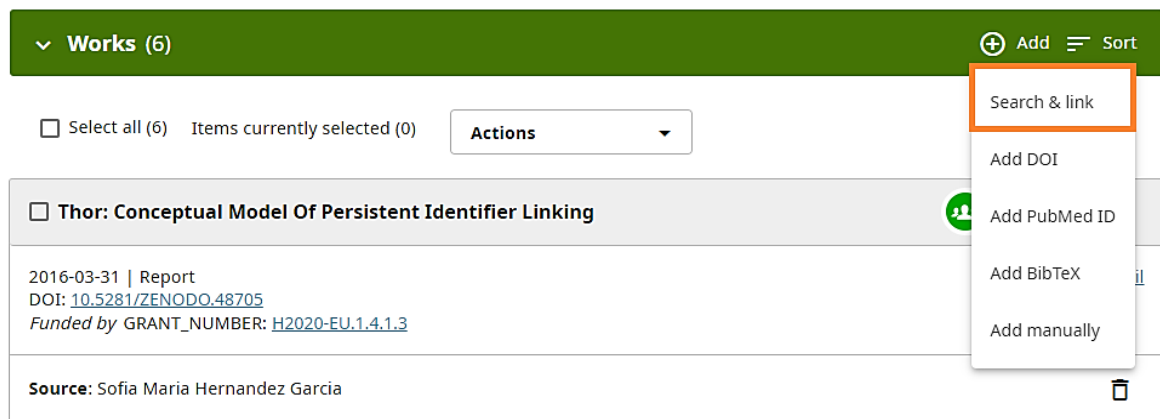 Works (6)
Add
Sort
Search & link
Select all (6)
Items currently selected (0)
Actions
Add DOI
Thor: Conceptual Model Of Persistent Identifier Linking
Add PubMed ID
2016-03-31 | Report
Add BibTeX
DOI: 10.5281/ZENODO.48705
Funded by GRANT_NUMBER: H2020-EU.1.4.1.3
Add manually
Source: Sofia Maria Hernandez Garcia